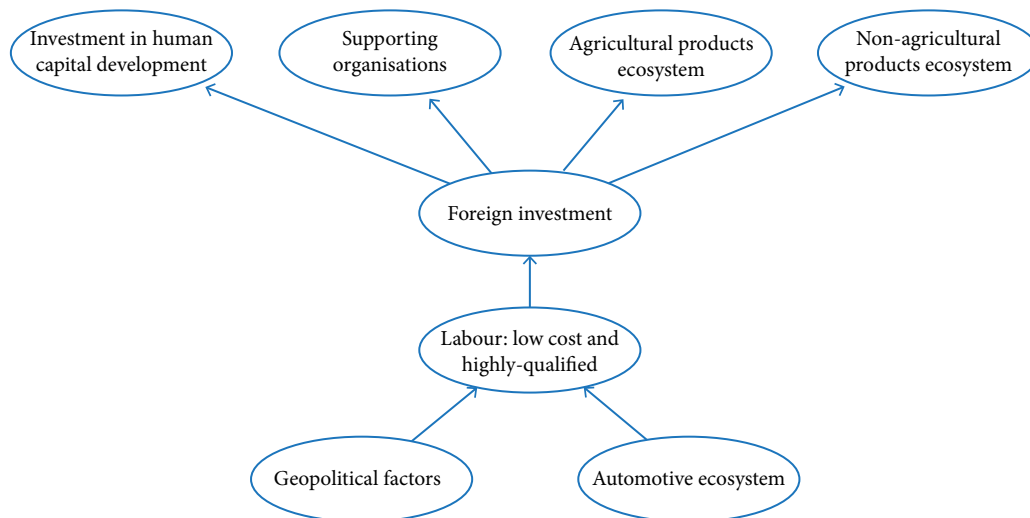 Investment in human
capital development
Supporting
organisations
Agricultural products
ecosystem
Non-agricultural
products ecosystem
Foreign investment
Labour: low cost and
highly-qualified
Geopolitical factors
Automotive ecosystem